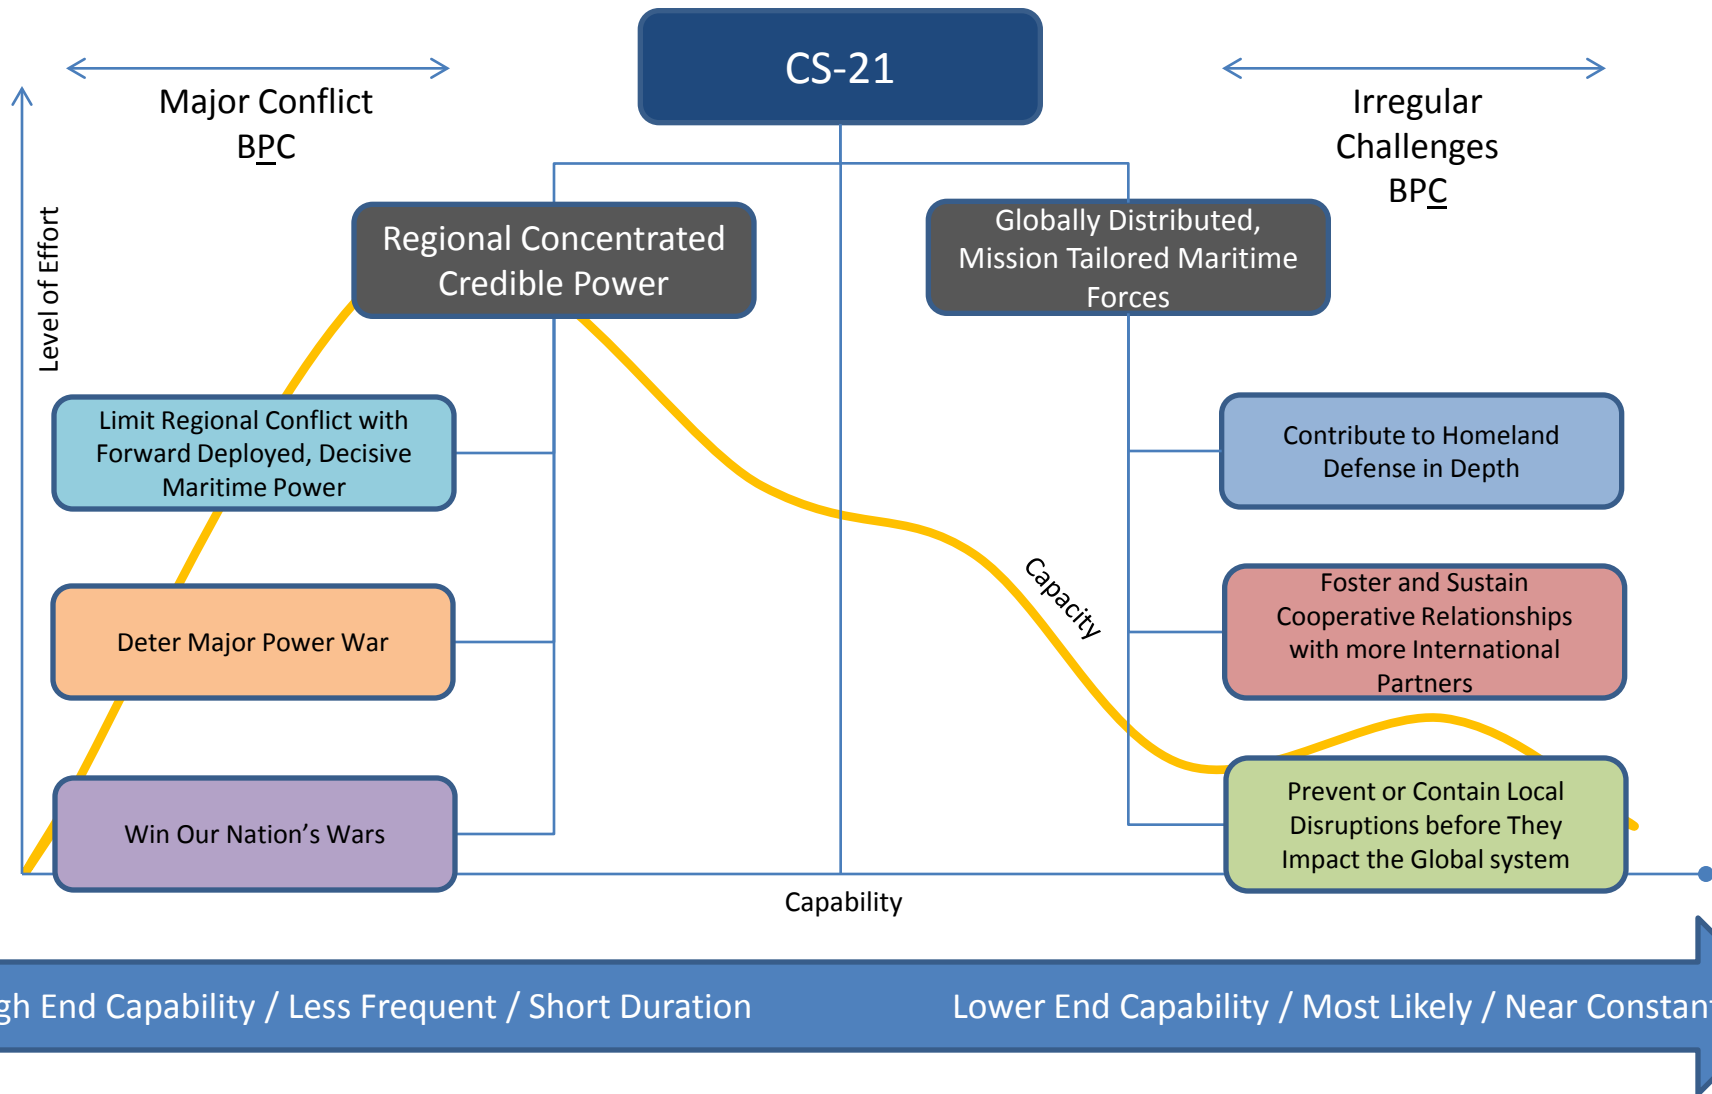 CS-21
Major Conflict
BPC
Irregular
Challenges
BPC
Level of Effort
Regional Concentrated
Credible Power
Globally Distributed,
Mission Tailored Maritime
Forces
Limit Regional Conflict with
Forward Deployed, Decisive
Maritime Power
Contribute to Homeland
Defense in Depth
Capacity
Deter Major Power War
Foster and Sustain
Cooperative Relationships
with more International
Partners
Win Our Nation’s Wars
Prevent or Contain Local
Disruptions before They
Impact the Global system
Capability
gh End Capability / Less Frequent / Short Duration
Lower End Capability / Most Likely / Near Constant